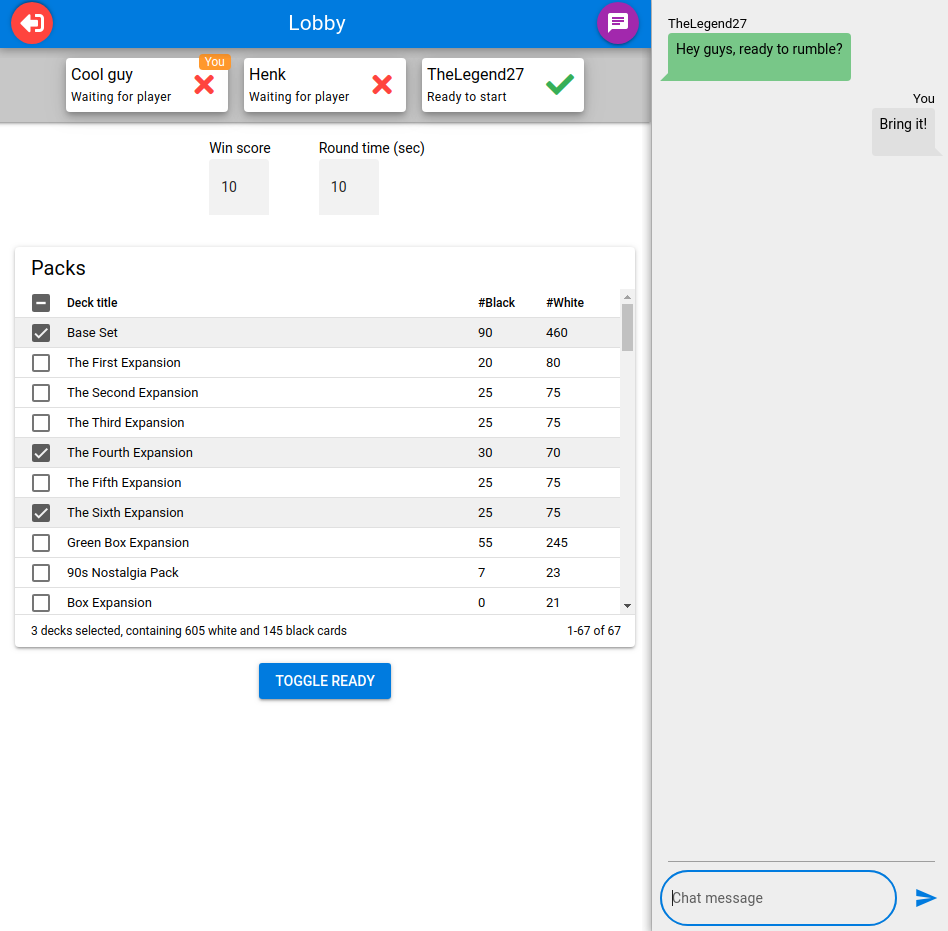 Lobby
You
Cool guy
Waiting for player
Henk
Waiting for player
TheLegend27
Ready to start
Win score
10
Round time (sec)
10
Packs
Deck title #Black #White
Base Set 90 460
The First Expansion 20 80
The Second Expansion 25 75
The Third Expansion 25 75
The Fourth Expansion 30 70
The Fifth Expansion 25 75
The Sixth Expansion 25 75
Green Box Expansion 55 245
90s Nostalgia Pack 7 23
Box Expansion 0 21
3 decks selected, containing 605 white and 145 black cards 1-67 of 67
TOGGLE READY
TheLegend27
Hey guys, ready to rumble?
You
Bring it!
Chat message